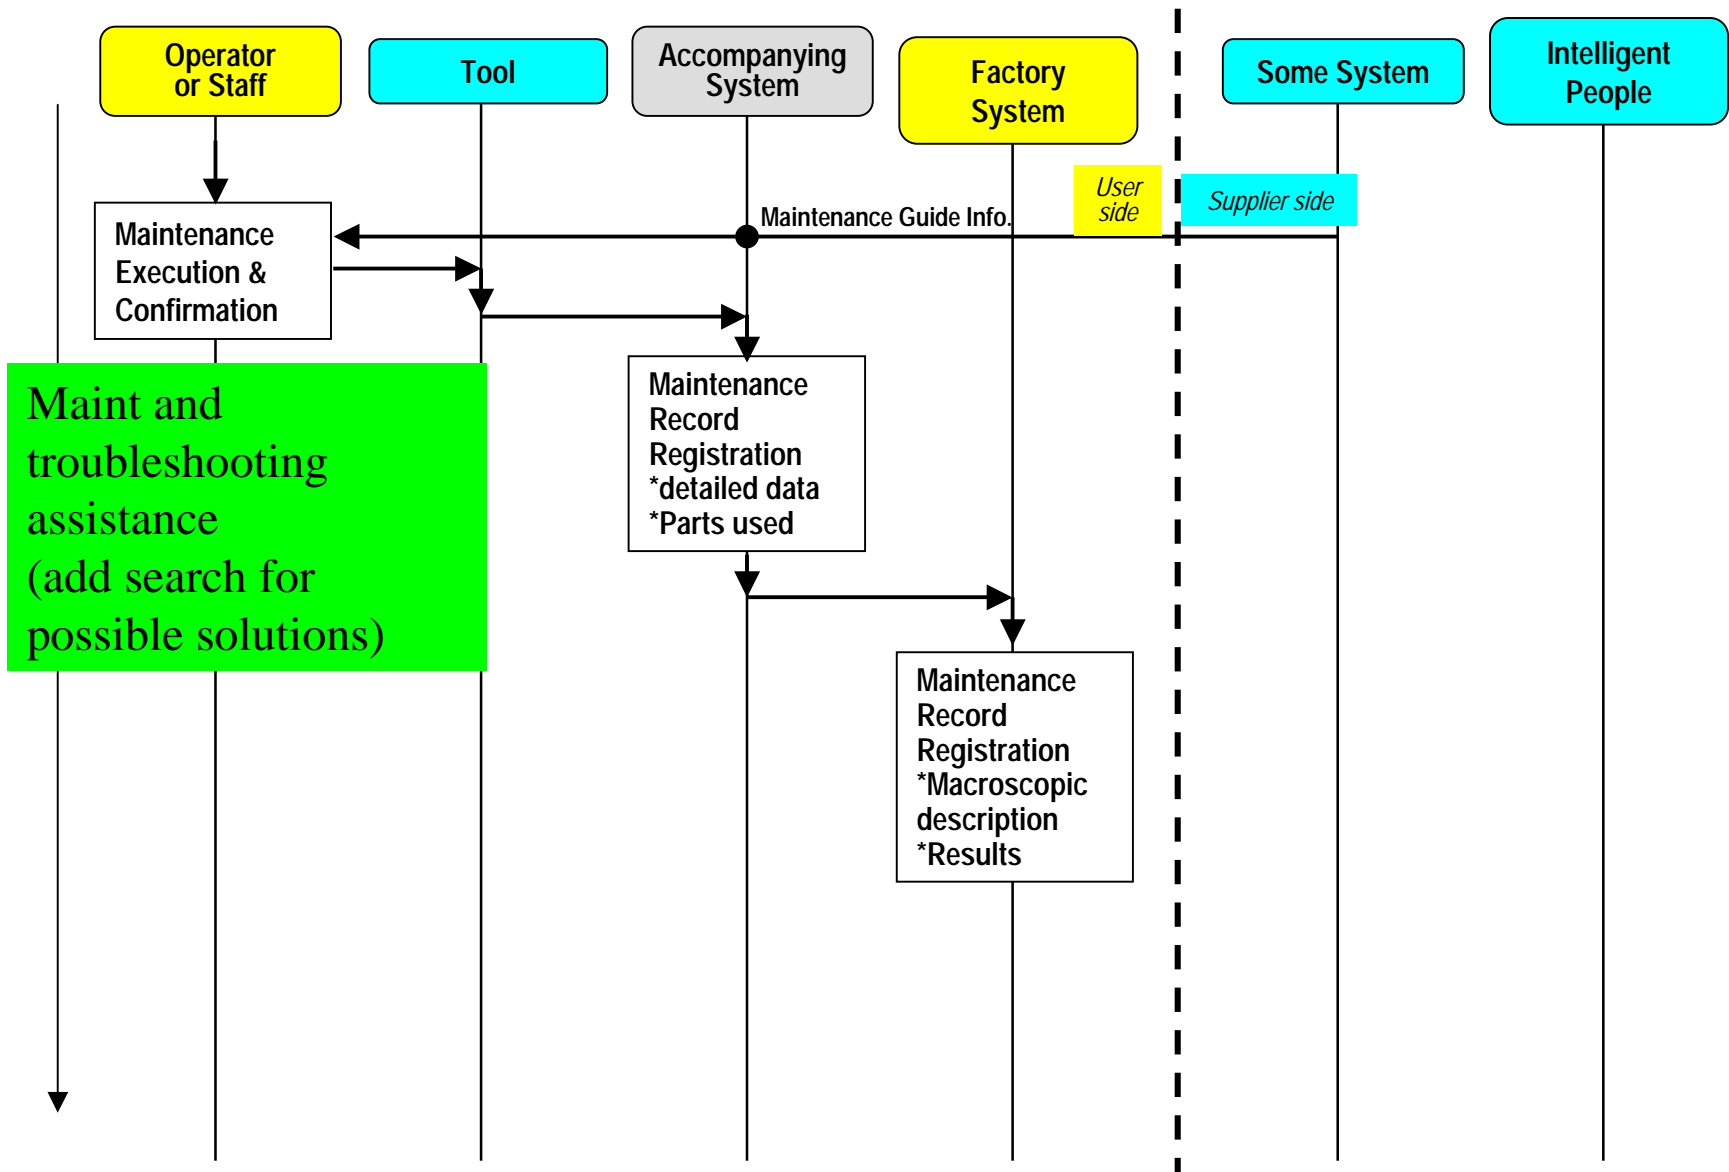 Operator
or Staff
Tool
Accompanying
System
Factory
System
Some System
Intelligent
People
User
side
Supplier side
Maintenance Guide Info.
Maintenance
Execution &
Confirmation
Maint and
troubleshooting
assistance
(add search for
possible solutions)
Maintenance
Record
Registration
*detailed data
*Parts used
Maintenance
Record
Registration
*Macroscopic
description
*Results